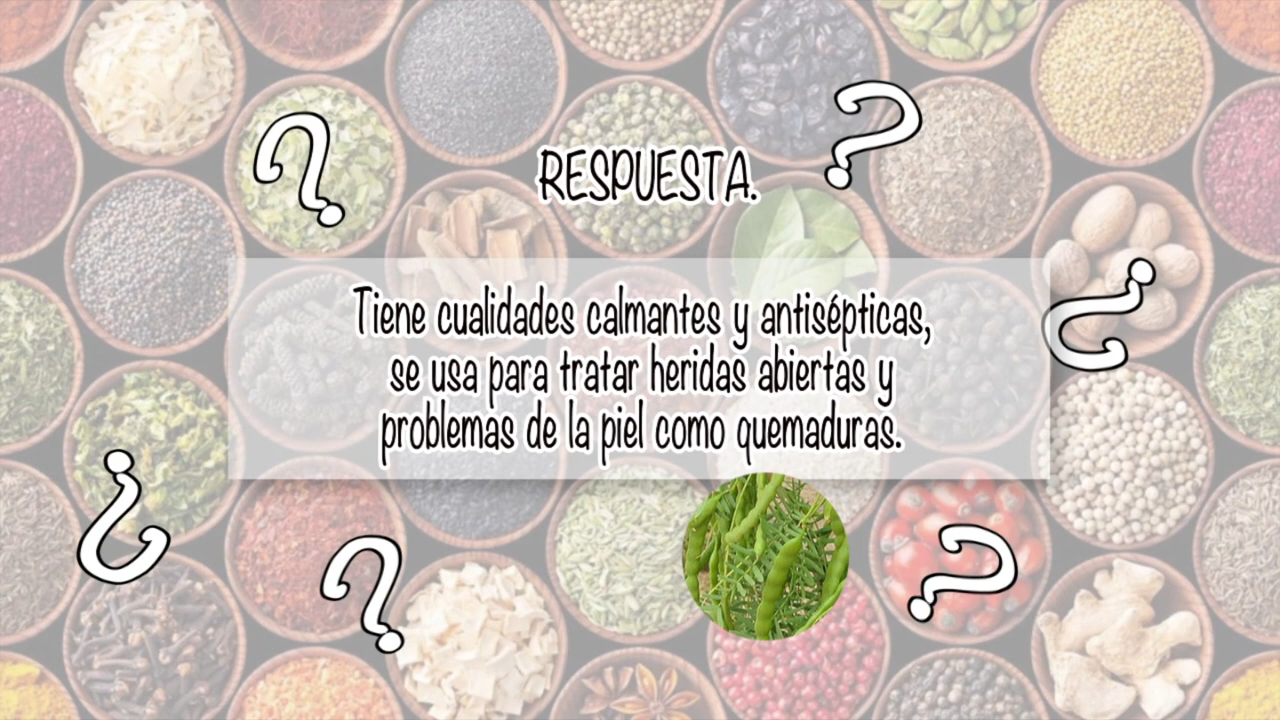 RESPUESTA.
Tiene cualidades calmantes y antisépticas,
se usa para tratar heridas abiertas y
problemas de la piel como quemaduras.